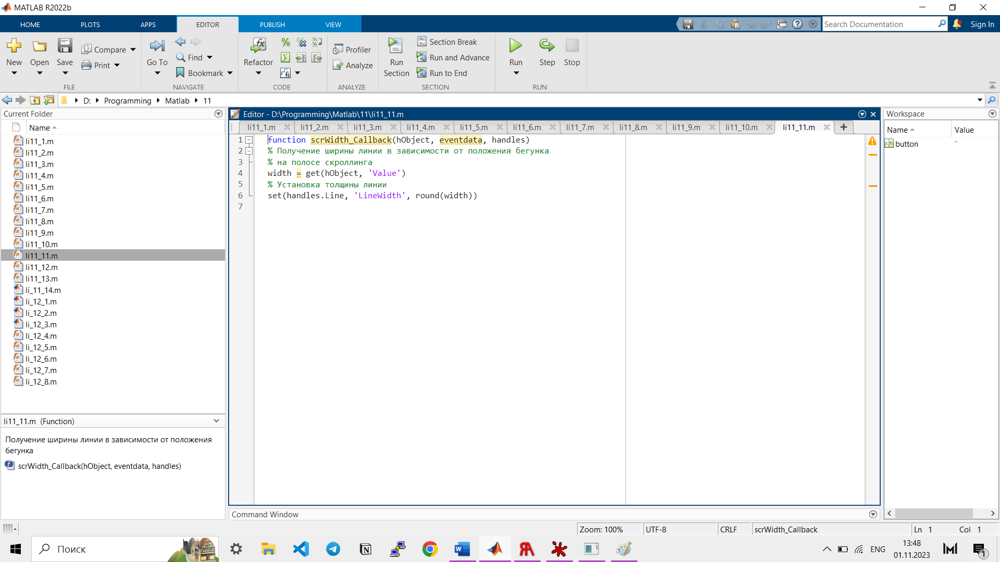 MATLAB R2022b
HOME PLOTS APPS EDITOR PUBLISH VIEW Search Documentation Sign In
New Open Save Compare Print Go To Find Bookmark Refactor Profiler Analyze Run Section Section Break Run and Advance Run to End Run Step Stop
FILE NAVIGATE CODE ANALYZE SECTION RUN
D: Programming Matlab 11
Current Folder
Name
li11_1.m
li11_2.m
li11_3.m
li11_4.m
li11_5.m
li11_6.m
li11_7.m
li11_8.m
li11_9.m
li11_10.m
li11_11.m
li11_12.m
li11_13.m
li_11_14.m
li_12_1.m
li_12_2.m
li_12_3.m
li_12_4.m
li_12_5.m
li_12_6.m
li_12_7.m
li_12_8.m
li11_11.m (Function)
Получение ширины линии в зависимости от положения
бегунка
scrWidth_Callback(hObject, eventdata, handles)
Editor - D:\Programming\Matlab\11\li11_11.m
li11_1.m li11_2.m li11_3.m li11_4.m li11_5.m li11_6.m li11_7.m li11_8.m li11_9.m li11_10.m li11_11.m
1 function scrWidth_Callback(hObject, eventdata, handles)
2 % Получение ширины линии в зависимости от положения бегунка
3 % на полосе скроллинга
4 width = get(hObject, 'Value')
5 % Установка толщины линии
6 set(handles.Line, 'LineWidth', round(width))
7
Command Window
Workspace
Name Value
button ''
Zoom: 100% UTF-8 CRLF scrWidth_Callback Ln 1 Col 1
Поиск
ENG
13:48
01.11.2023
1